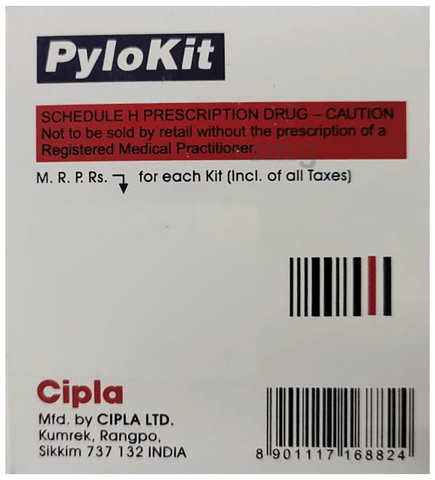 PyloKit
SCHEDULE H PRESCRIPTION DRUG – CAUTION
Not to be sold by retail without the prescription of a
Registered Medical Practitioner.
M. R. P. Rs. for each Kit (Incl. of all Taxes)
Cipla
Mfd. by CIPLA LTD.
Kumrek, Rangpo,
Sikkim 737 132 INDIA
8 901117 168824